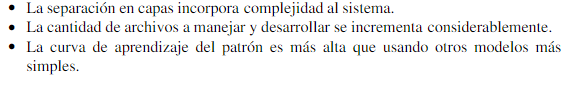 • La separación en capas incorpora complejidad al sistema.
• La cantidad de archivos a manejar y desarrollar se incrementa considerablemente.
• La curva de aprendizaje del patrón es más alta que usando otros modelos más
simples.